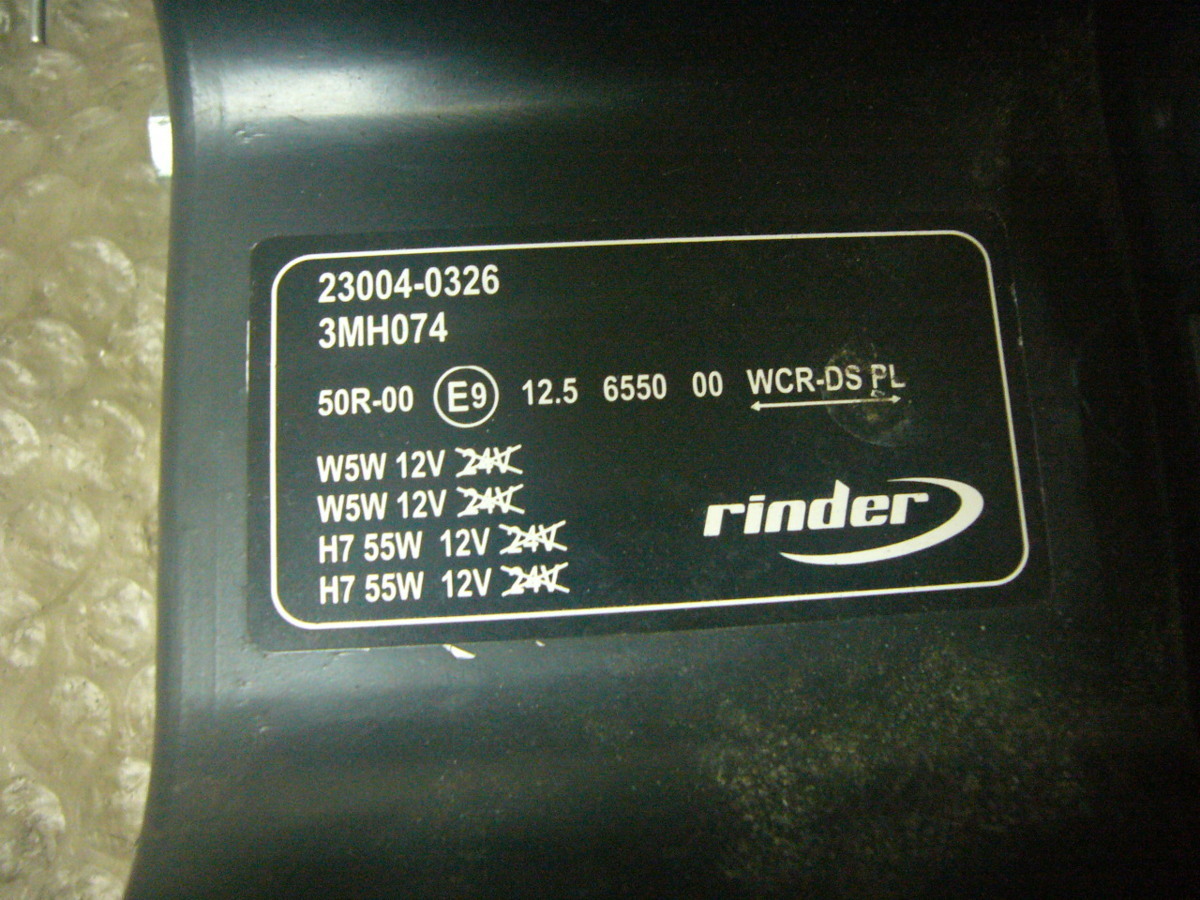 23004-0326
3MH074
50R-00 E9 12.5 6550 00 WCR-DS PL
W5W 12V 24V
W5W 12V 24V
H7 55W 12V 24V
H7 55W 12V 24V
rinder